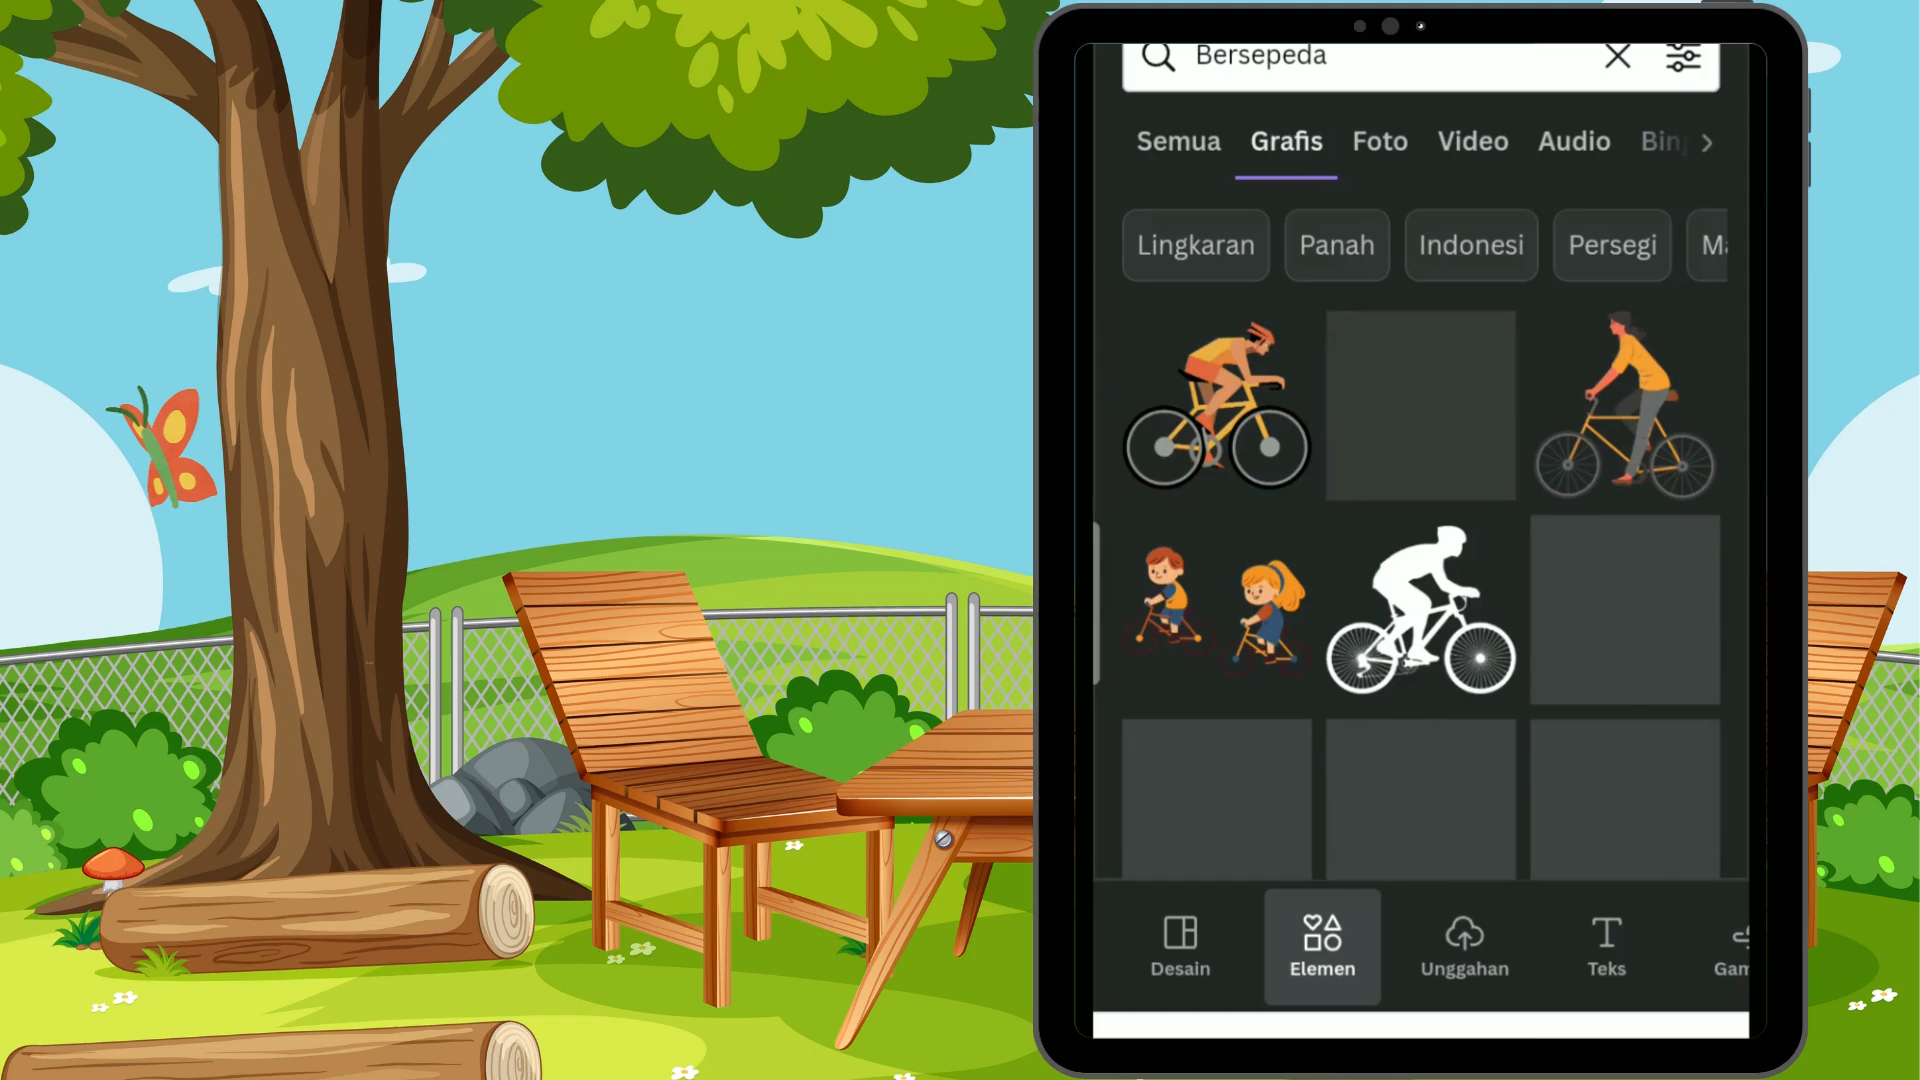 Bersepeda
Semua Grafis Foto Video Audio
Lingkaran Panah Indonesi Persegi
Desain Elemen Unggahan Teks